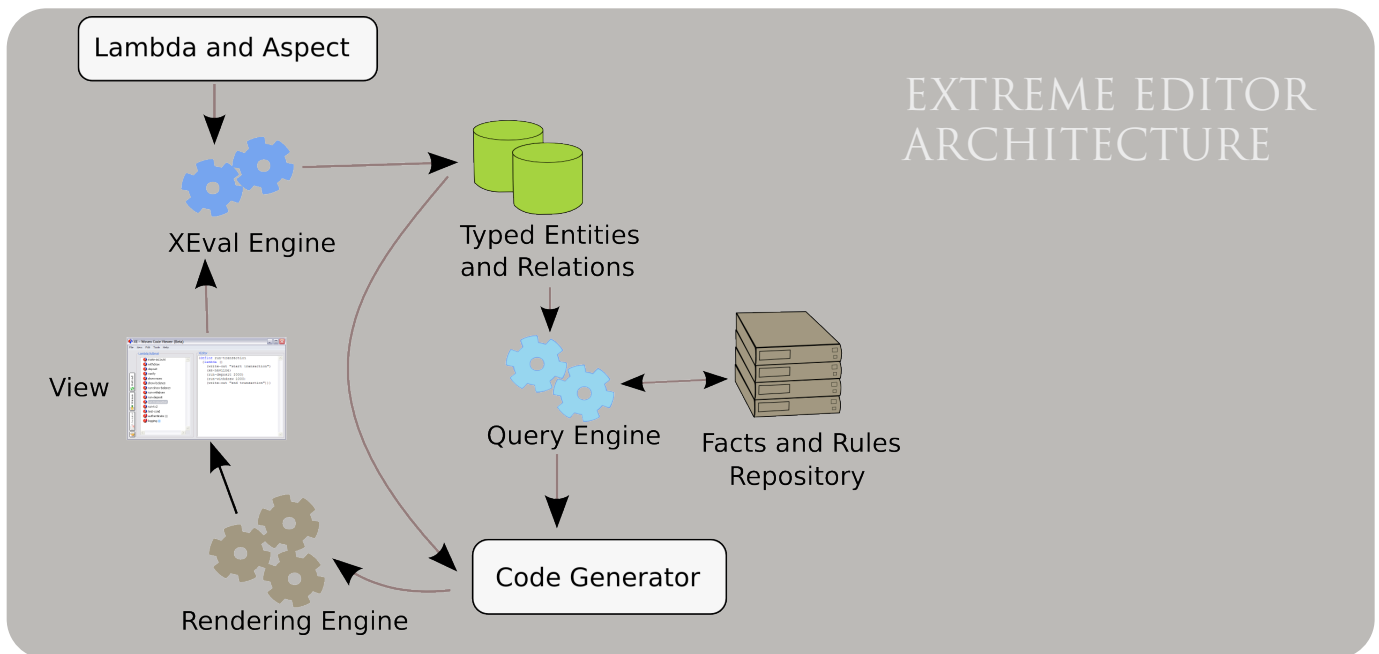 Lambda and Aspect
EXTREME EDITOR
ARCHITECTURE
XEval Engine
Typed Entities
and Relations
View
Query Engine
Facts and Rules
Repository
Code Generator
Rendering Engine